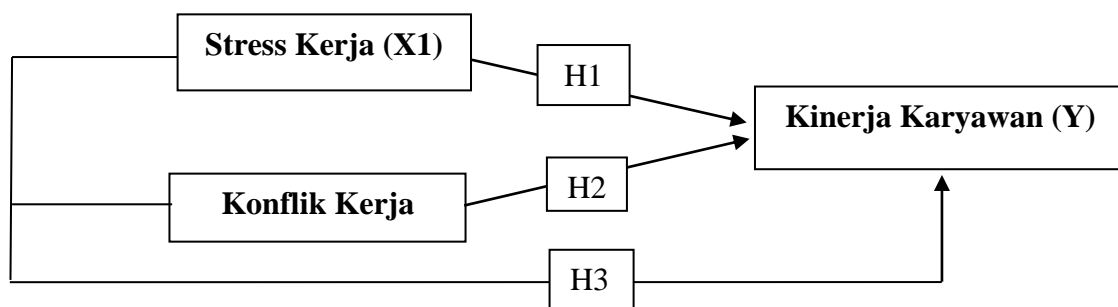 Stress Kerja (X1)
H1
Kinerja Karyawan (Y)
Konflik Kerja
H2
H3